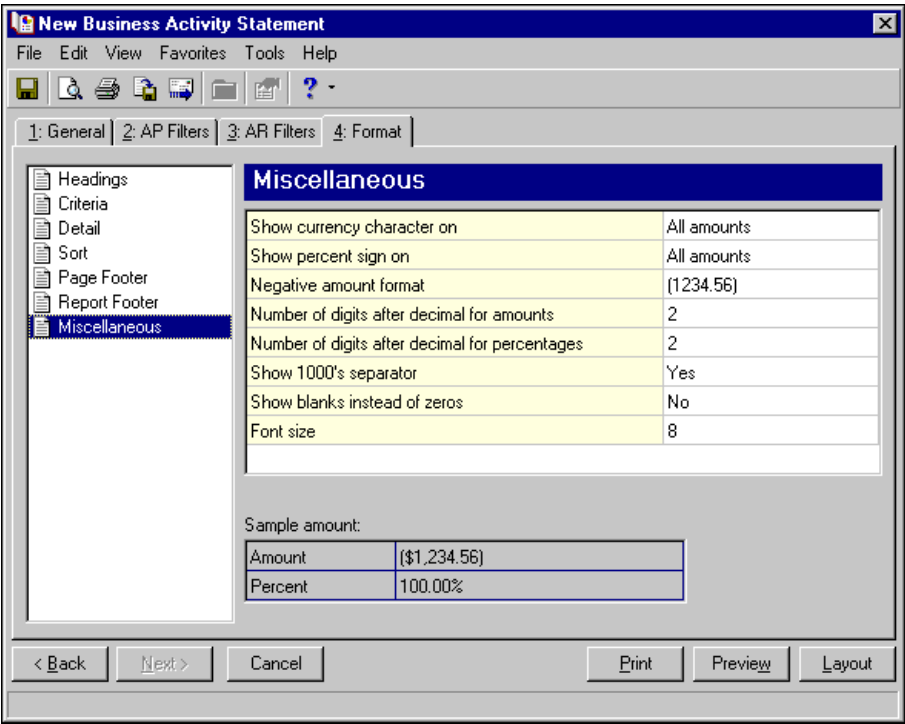 New Business Activity Statement
File Edit View Favorites Tools Help
?
1: General 2: AP Filters 3: AR Filters 4: Format
Headings
Criteria
Detail
Sort
Page Footer
Report Footer
Miscellaneous
Miscellaneous
Show currency character on All amounts
Show percent sign on All amounts
Negative amount format (1234.56)
Number of digits after decimal for amounts 2
Number of digits after decimal for percentages 2
Show 1000's separator Yes
Show blanks instead of zeros No
Font size 8
Sample amount:
Amount ($1,234.56)
Percent 100.00%
< Back Next > Cancel Print Preview Layout